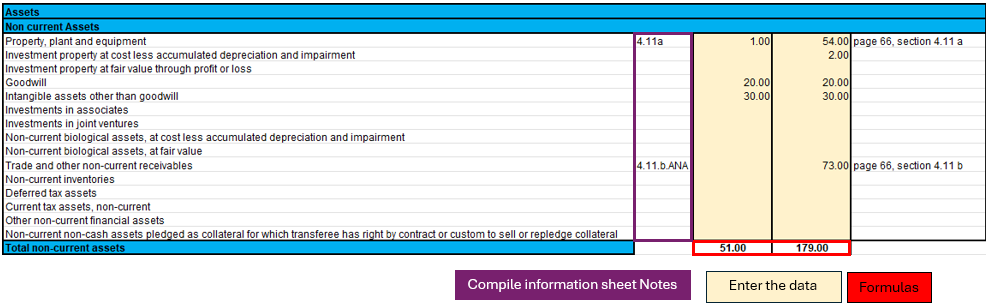 Assets
Non current Assets
Property, plant and equipment 4.11a 1.00 54.00 page 66, section 4.11 a
Investment property at cost less accumulated depreciation and impairment 2.00
Investment property at fair value through profit or loss
Goodwill 20.00 20.00
Intangible assets other than goodwill 30.00 30.00
Investments in associates
Investments in joint ventures
Non-current biological assets, at cost less accumulated depreciation and impairment
Non-current biological assets, at fair value
Trade and other non-current receivables 4.11.b.ANA 73.00 page 66, section 4.11 b
Non-current inventories
Deferred tax assets
Current tax assets, non-current
Other non-current financial assets
Non-current non-cash assets pledged as collateral for which transferee has right by contract or custom to sell or repledge collateral
Total non-current assets 51.00 179.00
Compile information sheet Notes Enter the data Formulas